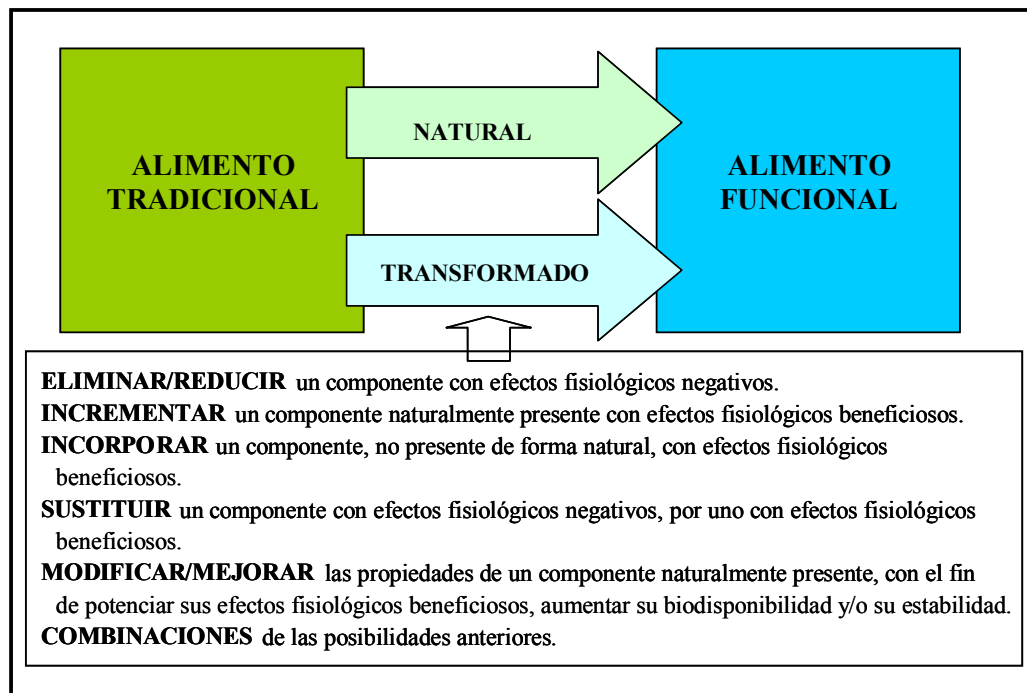 ALIMENTO
TRADICIONAL
NATURAL
TRANSFORMADO
ALIMENTO
FUNCIONAL
ELIMINAR/REDUCIR un componente con efectos fisiológicos negativos.
INCREMENTAR un componente naturalmente presente con efectos fisiológicos beneficiosos.
INCORPORAR un componente, no presente de forma natural, con efectos fisiológicos
beneficiosos.
SUSTITUIR un componente con efectos fisiológicos negativos, por uno con efectos fisiológicos
beneficiosos.
MODIFICAR/MEJORAR las propiedades de un componente naturalmente presente, con el fin
de potenciar sus efectos fisiológicos beneficiosos, aumentar su biodisponibilidad y/o su estabilidad.
COMBINACIONES de las posibilidades anteriores.